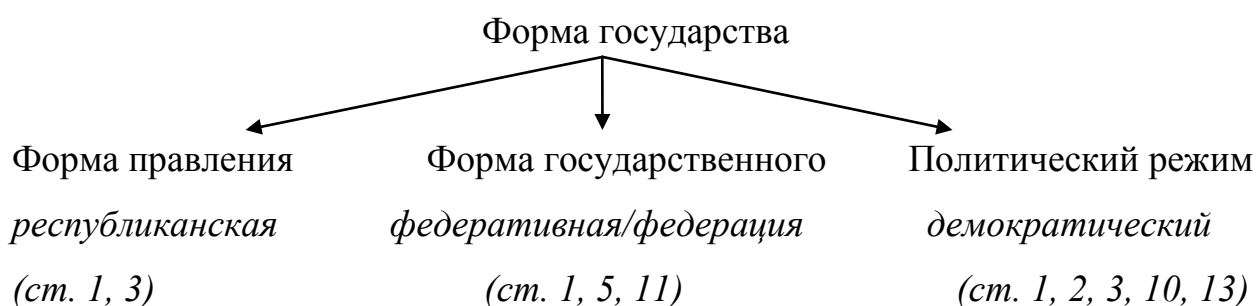 Форма государства
Форма правления Форма государственного Политический режим
республиканская федеративная/федерация демократический
(ст. 1, 3) (ст. 1, 5, 11) (ст. 1, 2, 3, 10, 13)